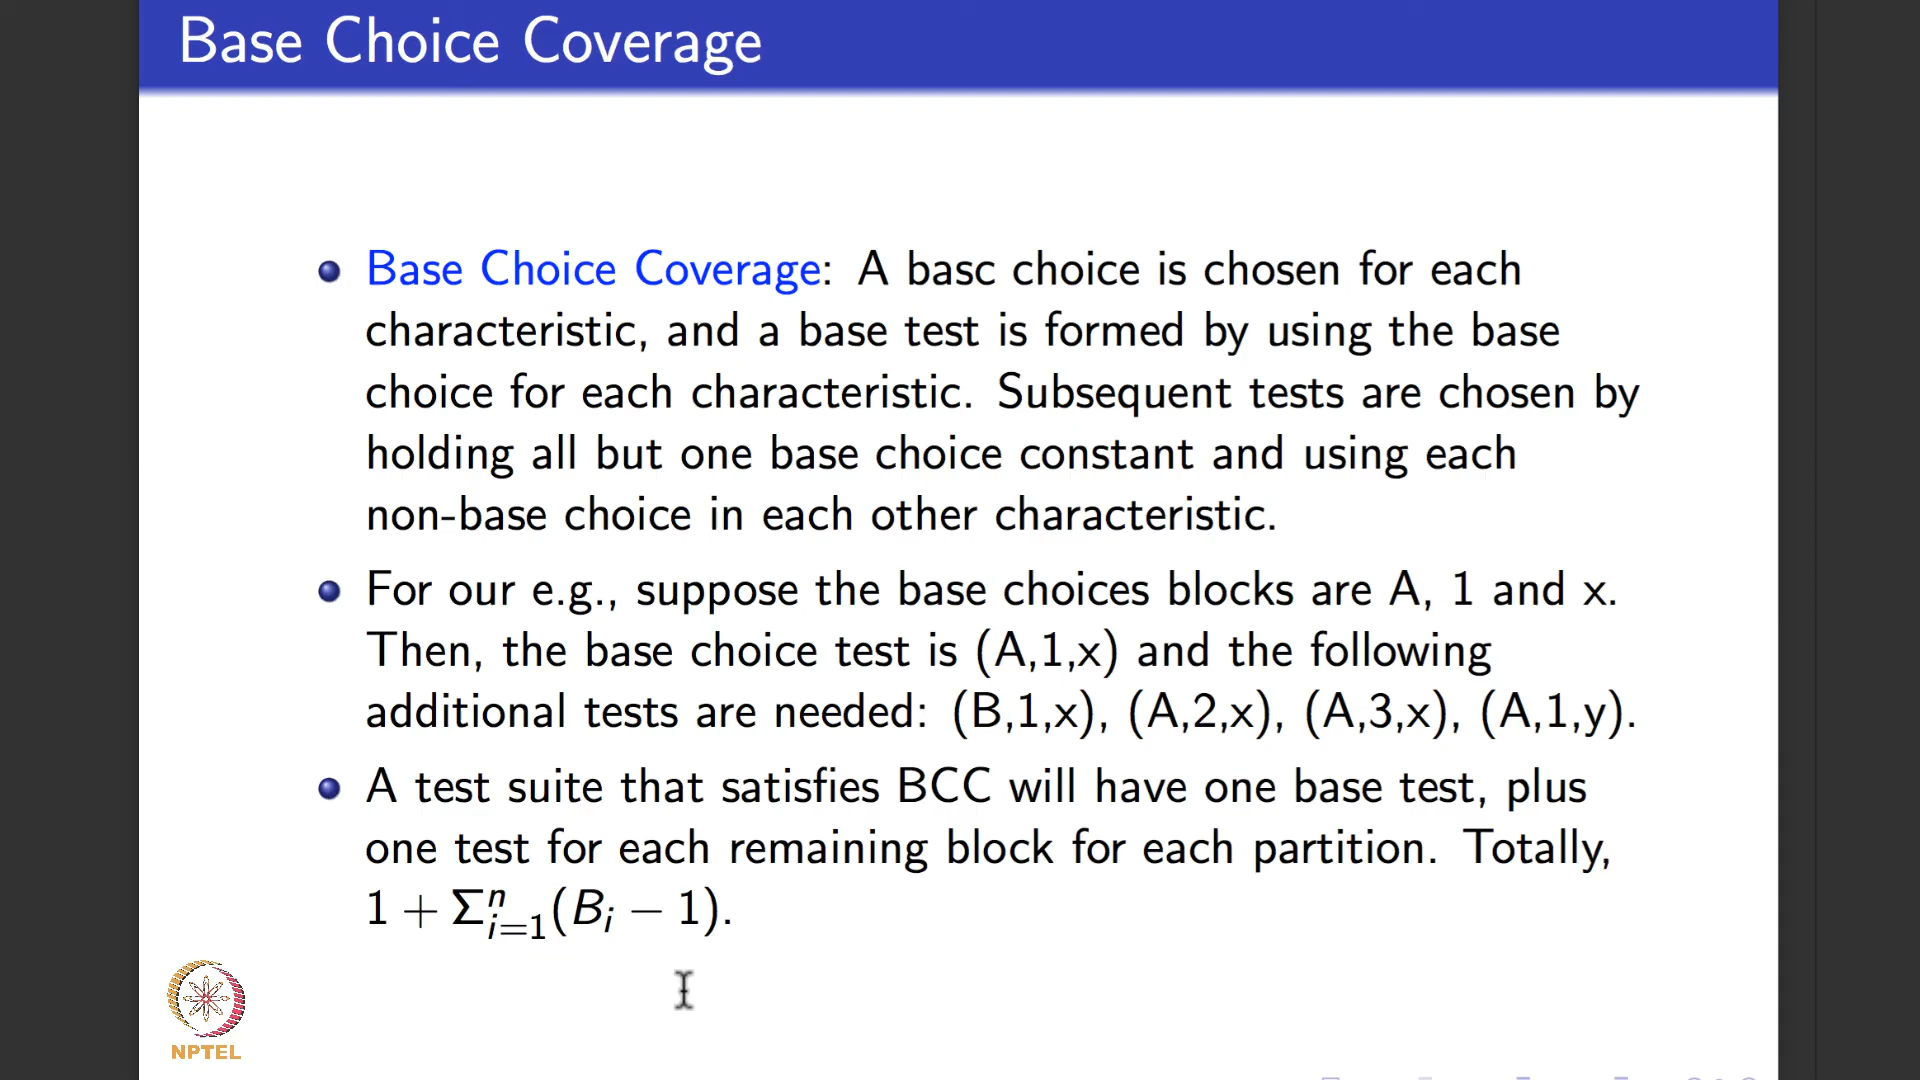 Base Choice Coverage
Base Choice Coverage: A basc choice is chosen for each
characteristic, and a base test is formed by using the base
choice for each characteristic. Subsequent tests are chosen by
holding all but one base choice constant and using each
non-base choice in each other characteristic.
For our e.g., suppose the base choices blocks are A, 1 and x.
Then, the base choice test is (A,1,x) and the following
additional tests are needed: (B,1,x), (A,2,x), (A,3,x), (A,1,y).
A test suite that satisfies BCC will have one base test, plus
one test for each remaining block for each partition. Totally,
1 + Σⁿᵢ₌₁(Bᵢ − 1).
NPTEL